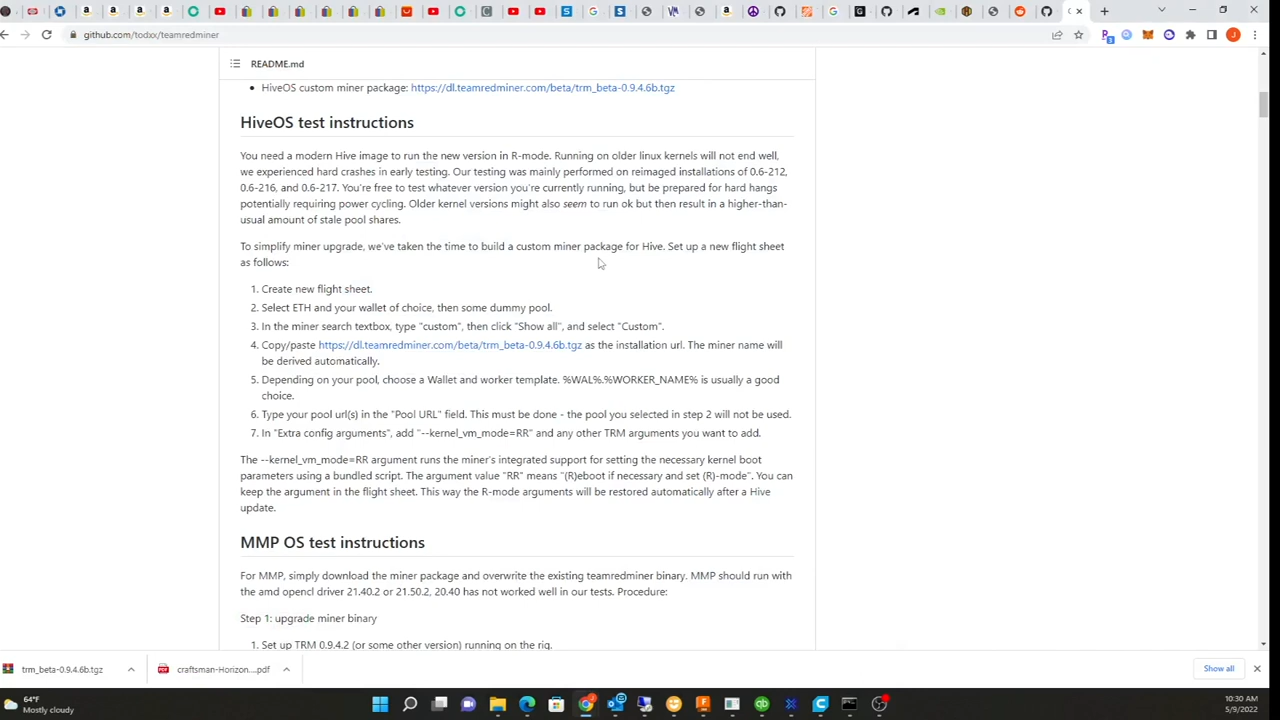 github.com/todxx/teamredminer
README.md
HiveOS custom miner package: https://dl.teamredminer.com/beta/trm_beta-0.9.4.6b.tgz
HiveOS test instructions
You need a modern Hive image to run the new version in R-mode. Running on older linux kernels will not end well,
we experienced hard crashes in early testing. Our testing was mainly performed on reimaged installations of 0.6-212,
0.6-216, and 0.6-217. You're free to test whatever version you're currently running, but be prepared for hard hangs
potentially requiring power cycling. Older kernel versions might also seem to run ok but then result in a higher-than-
usual amount of stale pool shares.
To simplify miner upgrade, we've taken the time to build a custom miner package for Hive. Set up a new flight sheet
as follows:
1. Create new flight sheet.
2. Select ETH and your wallet of choice, then some dummy pool.
3. In the miner search textbox, type "custom", then click "Show all", and select "Custom".
4. Copy/paste https://dl.teamredminer.com/beta/trm_beta-0.9.4.6b.tgz as the installation url. The miner name will
be derived automatically.
5. Depending on your pool, choose a Wallet and worker template. %WAL%.%WORKER_NAME% is usually a good
choice.
6. Type your pool url(s) in the "Pool URL" field. This must be done - the pool you selected in step 2 will not be used.
7. In "Extra config arguments", add "--kernel_vm_mode=RR" and any other TRM arguments you want to add.
The --kernel_vm_mode=RR argument runs the miner's integrated support for setting the necessary kernel boot
parameters using a bundled script. The argument value "RR" means "(R)eboot if necessary and set (R)-mode". You can
keep the argument in the flight sheet. This way the R-mode arguments will be restored automatically after a Hive
update.
MMP OS test instructions
For MMP, simply download the miner package and overwrite the existing teamredminer binary. MMP should run with
the amd opencl driver 21.40.2 or 21.50.2, 20.40 has not worked well in our tests. Procedure:
Step 1: upgrade miner binary
1. Set up TRM 0.9.4.2 (or some other version) running on the rig.
trm_beta-0.9.4.6b.tgz
craftsman-Horizon....pdf
Show all
64°F
Mostly cloudy
10:30 AM
5/9/2022